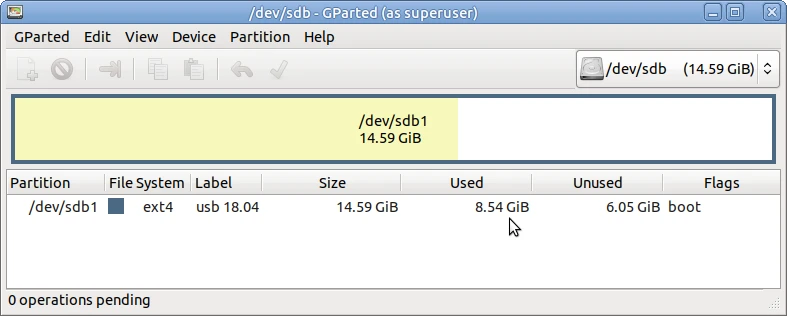 /dev/sdb - GParted (as superuser)
GParted Edit View Device Partition Help
/dev/sdb (14.59 GiB)
/dev/sdb1
14.59 GiB
Partition File System Label Size Used Unused Flags
/dev/sdb1 ext4 usb 18.04 14.59 GiB 8.54 GiB 6.05 GiB boot
0 operations pending